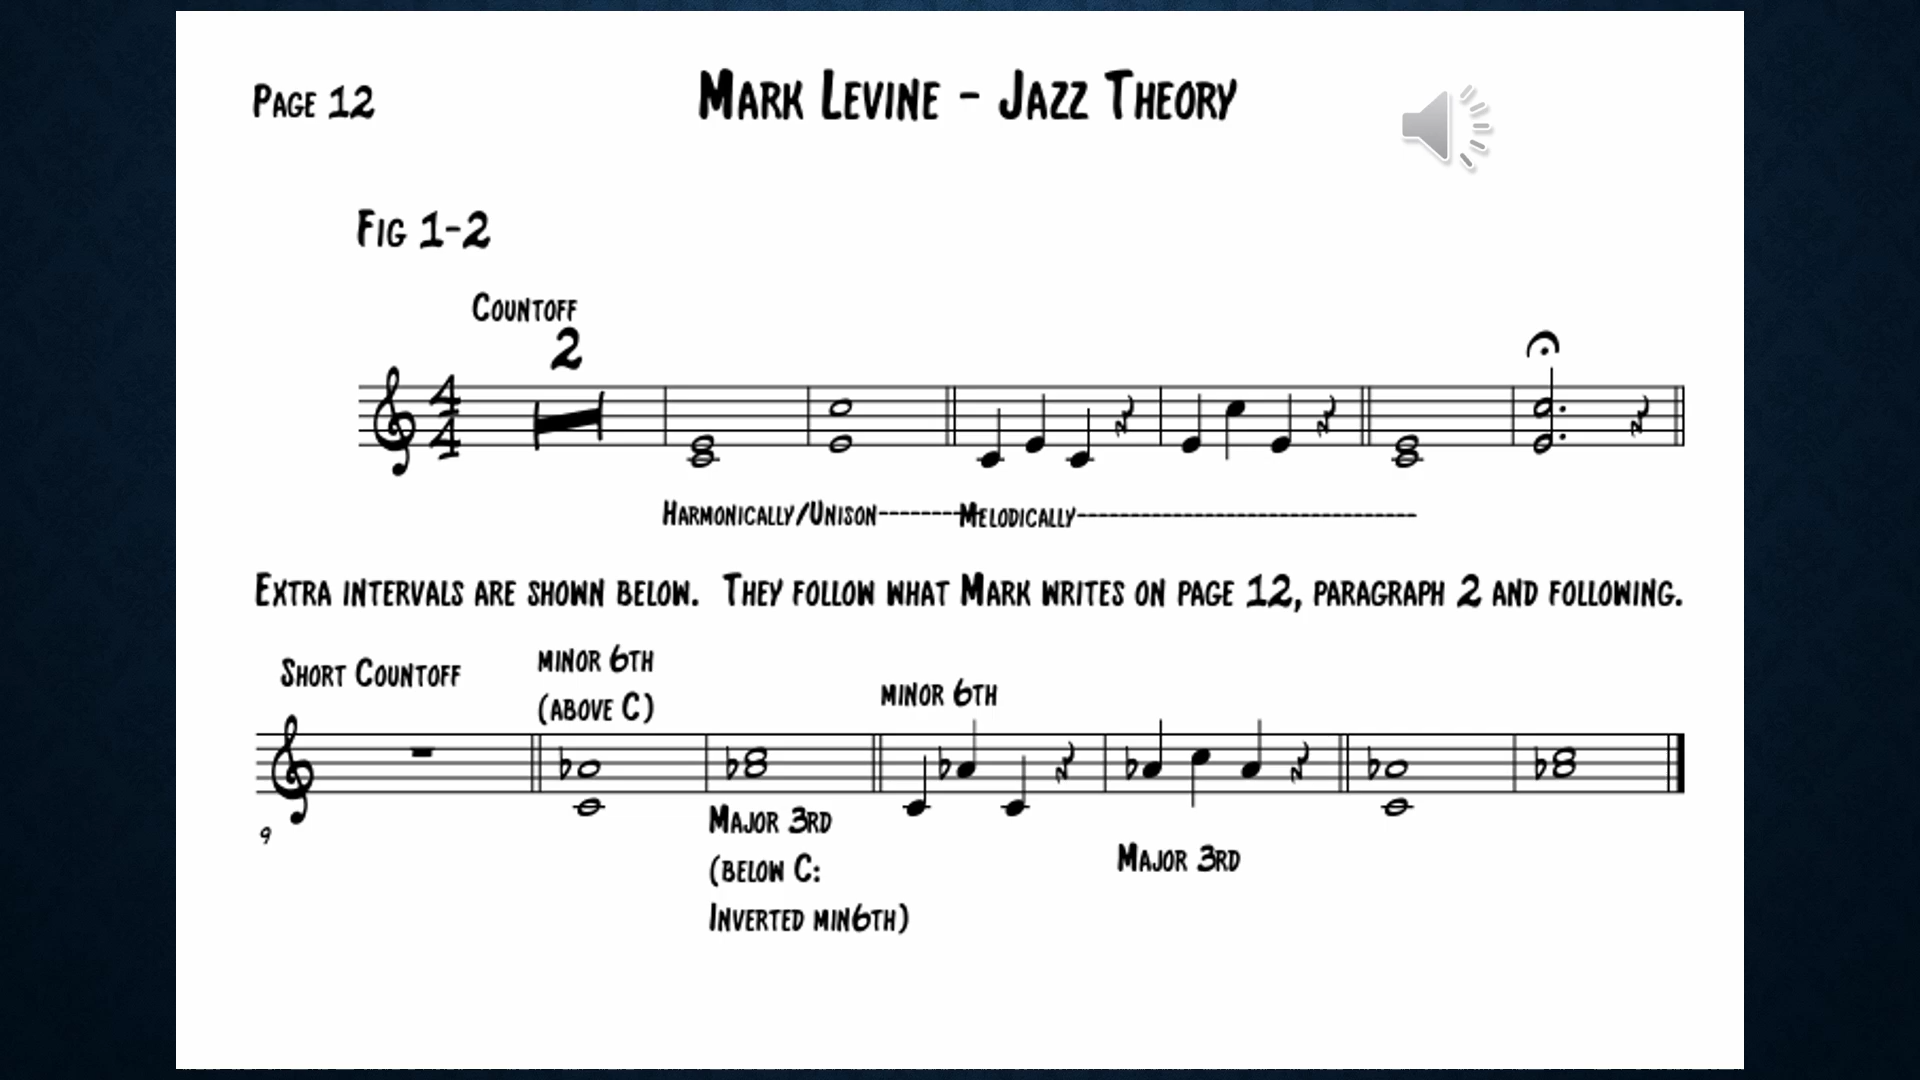 Page 12
Mark Levine - Jazz Theory
Fig 1-2
Countoff
2
4
4
Harmonically/Unison--------Melodically--------------------------------
Extra intervals are shown below. They follow what Mark writes on page 12, paragraph 2 and following.
Short Countoff
minor 6th
(above C)
minor 6th
9
Major 3rd
(below C:
Inverted min6th)
Major 3rd